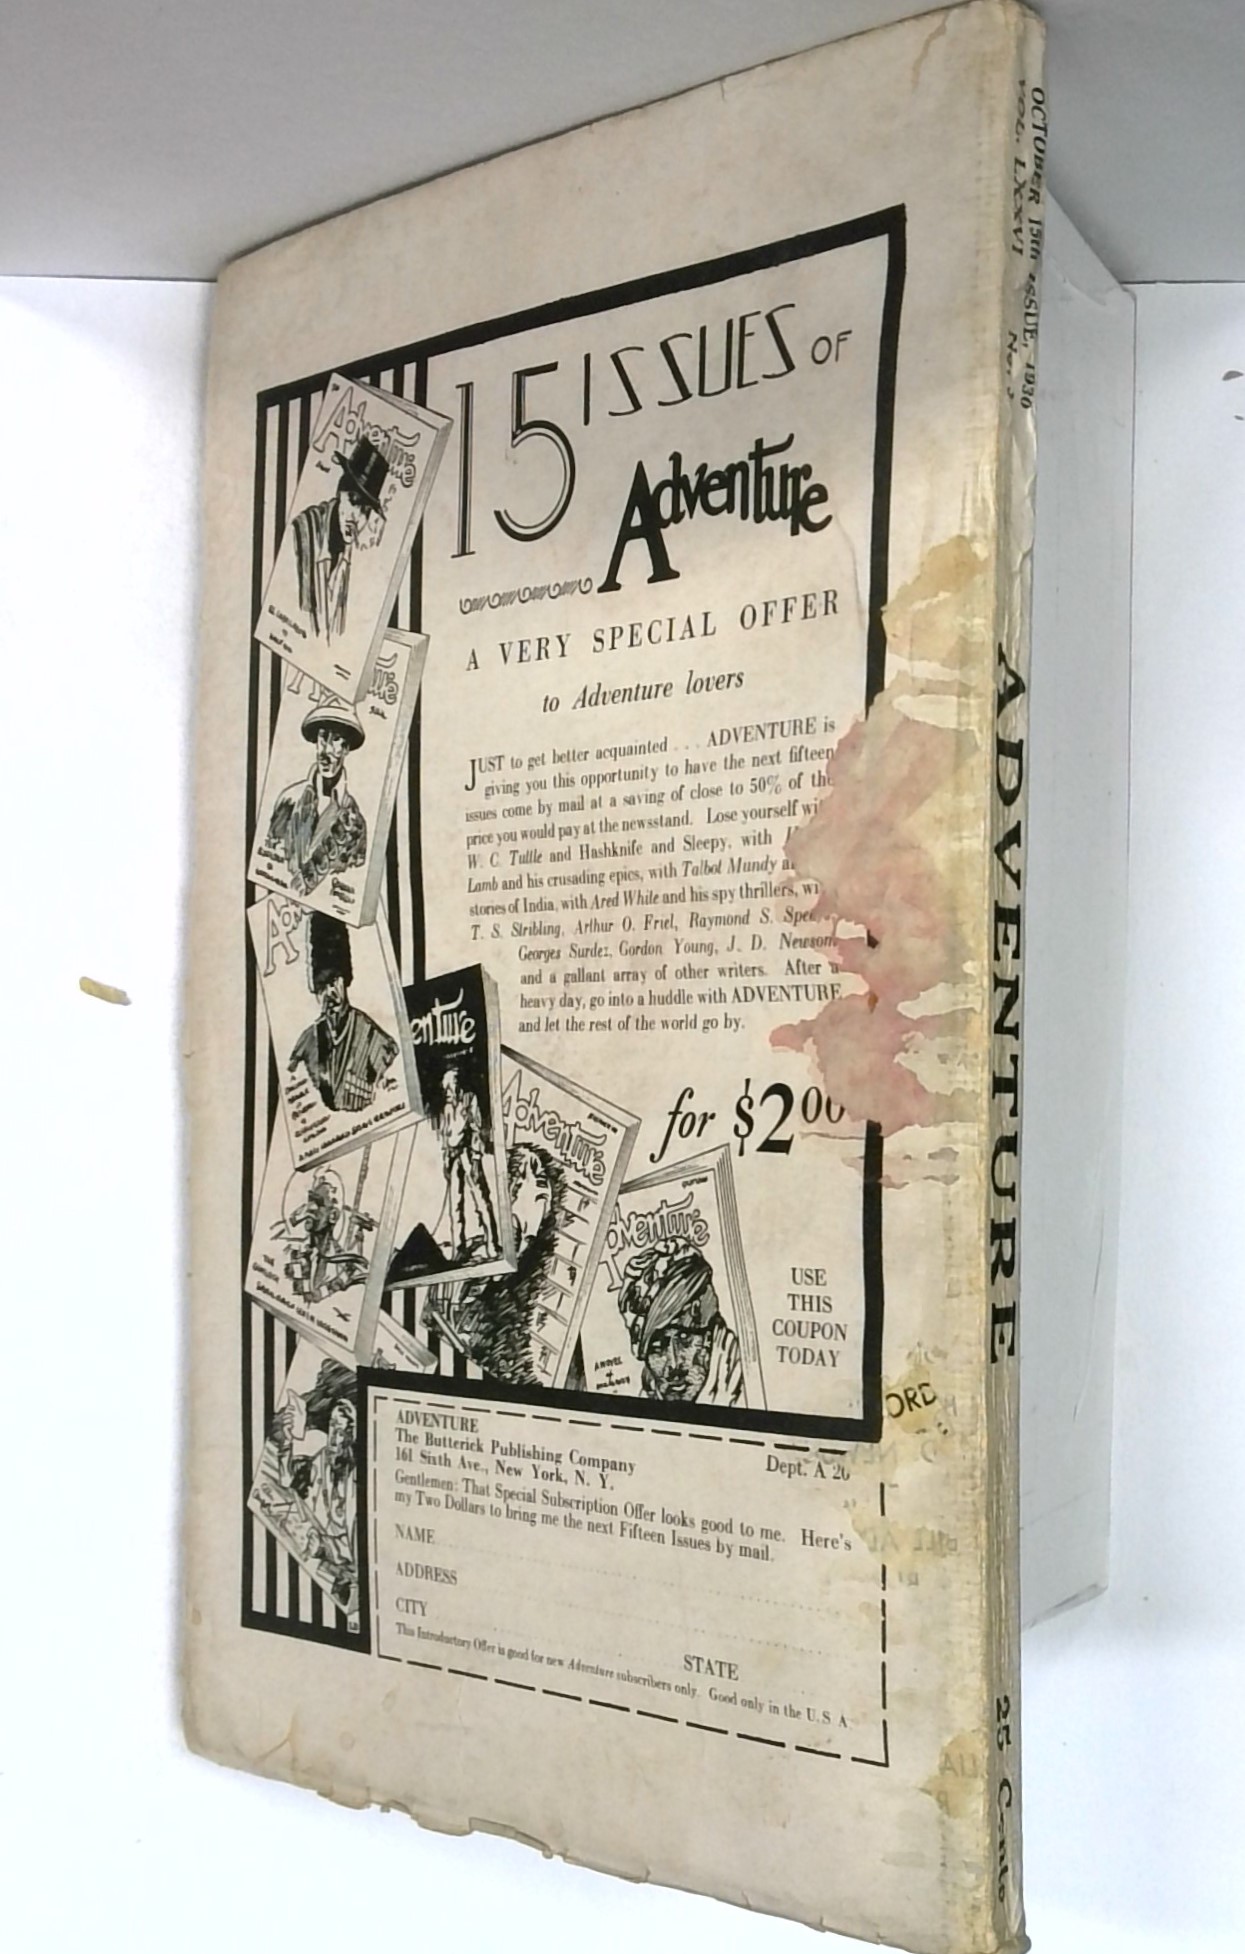 OCTOBER 15th ISSUE, 1930
VOL. LXXVI No. 3
ADVENTURE
25 Cents
15 ISSUES OF
Adventure
A VERY SPECIAL OFFER
to Adventure lovers
JUST to get better acquainted . . . ADVENTURE is
giving you this opportunity to have the next fifteen
issues come by mail at a saving of close to 50% of the
price you would pay at the newsstand. Lose yourself
W. C. Tuttle and Hashknife and Sleepy, with
Lamb and his crusading epics, with Talbot Mundy
stories of India, with Ared White and his spy thrillers,
T. S. Stribling, Arthur O. Friel, Raymond S.
Georges Surdez, Gordon Young, J. D. Newsom
and a gallant array of other writers. After a
heavy day, go into a huddle with ADVENTURE
and let the rest of the world go by.
for $2.00
USE
THIS
COUPON
TODAY
Adventure
Adventure
Adventure
ADVENTURE
The Butterick Publishing Company
161 Sixth Ave., New York, N. Y.
Dept. A 20
Gentlemen: That Special Subscription Offer looks good to me. Here's
my Two Dollars to bring me the next Fifteen Issues by mail.
NAME
ADDRESS
CITY
STATE
This Introductory Offer is good for new Adventure subscribers only. Good only in the U. S. A.
ORD